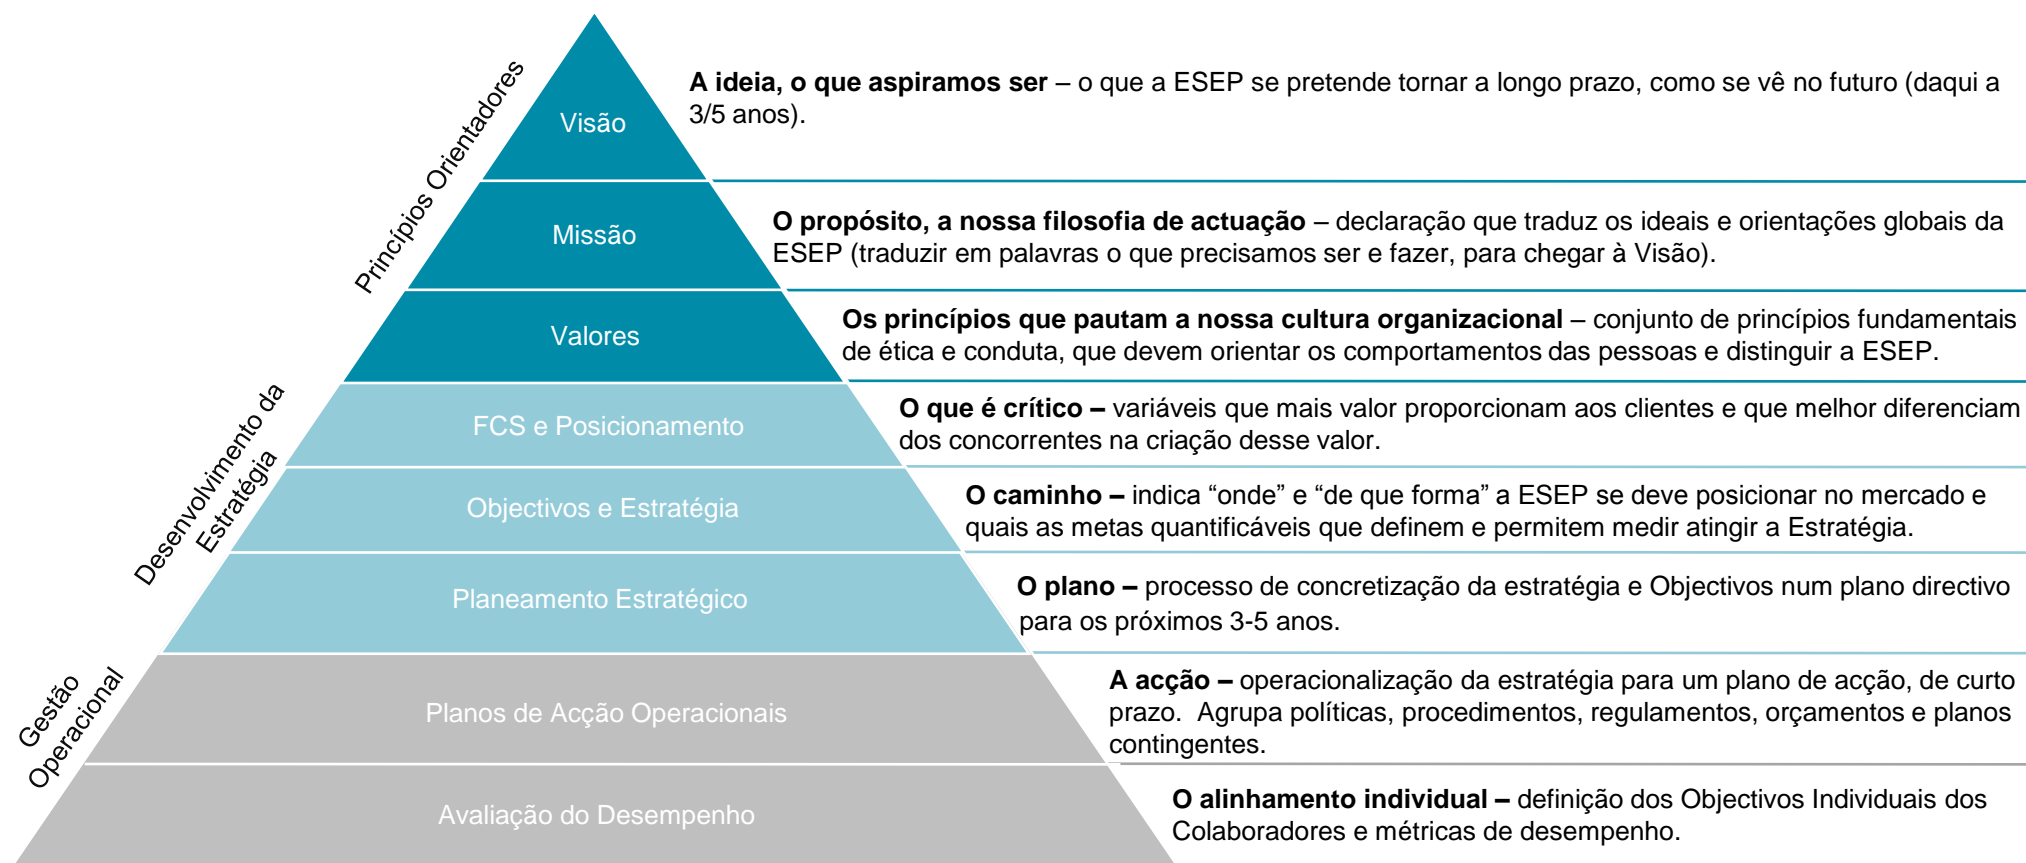 Princípios Orientadores
Visão
A ideia, o que aspiramos ser – o que a ESEP se pretende tornar a longo prazo, como se vê no futuro (daqui a
3/5 anos).
Missão
O propósito, a nossa filosofia de actuação – declaração que traduz os ideais e orientações globais da
ESEP (traduzir em palavras o que precisamos ser e fazer, para chegar à Visão).
Valores
Os princípios que pautam a nossa cultura organizacional – conjunto de princípios fundamentais
de ética e conduta, que devem orientar os comportamentos das pessoas e distinguir a ESEP.
Desenvolvimento da
Estratégia
FCS e Posicionamento
O que é crítico – variáveis que mais valor proporcionam aos clientes e que melhor diferenciam
dos concorrentes na criação desse valor.
Objectivos e Estratégia
O caminho – indica “onde” e “de que forma” a ESEP se deve posicionar no mercado e
quais as metas quantificáveis que definem e permitem medir atingir a Estratégia.
Planeamento Estratégico
O plano – processo de concretização da estratégia e Objectivos num plano directivo
para os próximos 3-5 anos.
Gestão
Operacional
Planos de Acção Operacionais
A acção – operacionalização da estratégia para um plano de acção, de curto
prazo.  Agrupa políticas, procedimentos, regulamentos, orçamentos e planos
contingentes.
Avaliação do Desempenho
O alinhamento individual – definição dos Objectivos Individuais dos
Colaboradores e métricas de desempenho.